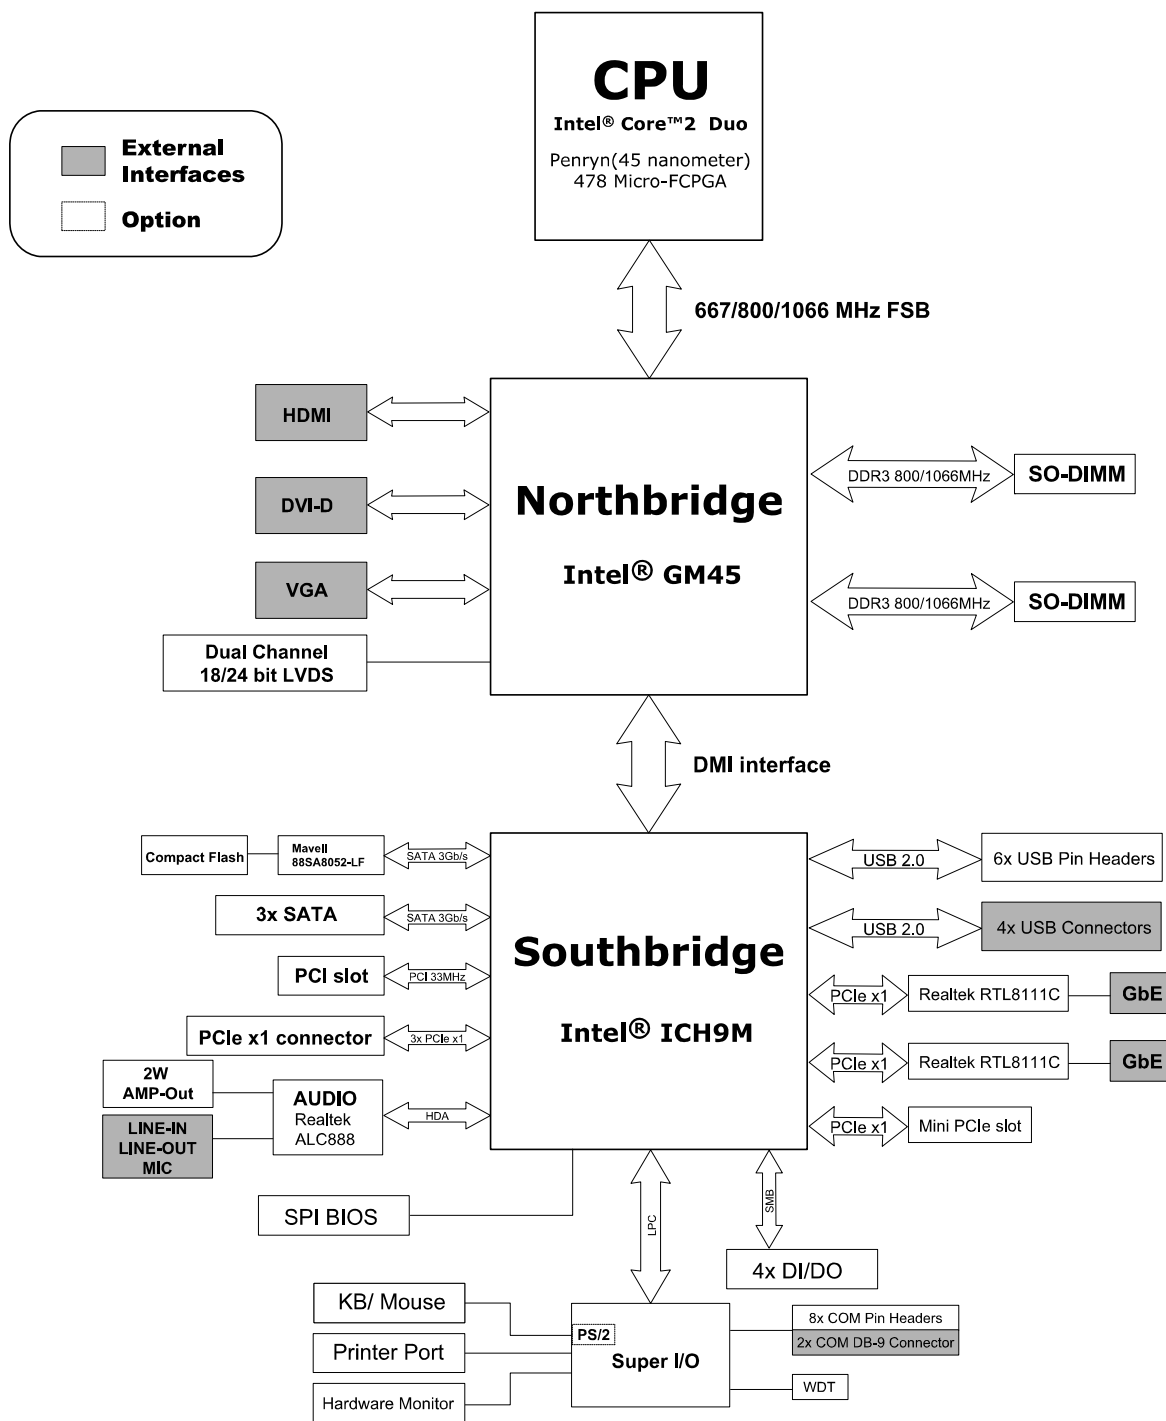 CPU
Intel® Core™2 Duo
Penryn(45 nanometer)
478 Micro-FCPGA
External
Interfaces
Option
667/800/1066 MHz FSB
HDMI
DVI-D
VGA
Dual Channel
18/24 bit LVDS
Northbridge
Intel® GM45
DDR3 800/1066MHz
SO-DIMM
DDR3 800/1066MHz
SO-DIMM
DMI interface
Compact Flash
Mavell
88SA8052-LF
SATA 3Gb/s
3x SATA
SATA 3Gb/s
PCI slot
PCI 33MHz
PCIe x1 connector
3x PCIe x1
2W
AMP-Out
LINE-IN
LINE-OUT
MIC
AUDIO
Realtek
ALC888
HDA
Southbridge
Intel® ICH9M
USB 2.0
6x USB Pin Headers
USB 2.0
4x USB Connectors
PCIe x1
Realtek RTL8111C
GbE
PCIe x1
Realtek RTL8111C
GbE
PCIe x1
Mini PCIe slot
SPI BIOS
LPC
SMB
4x DI/DO
KB/ Mouse
Printer Port
Hardware Monitor
PS/2
Super I/O
8x COM Pin Headers
2x COM DB-9 Connector
WDT